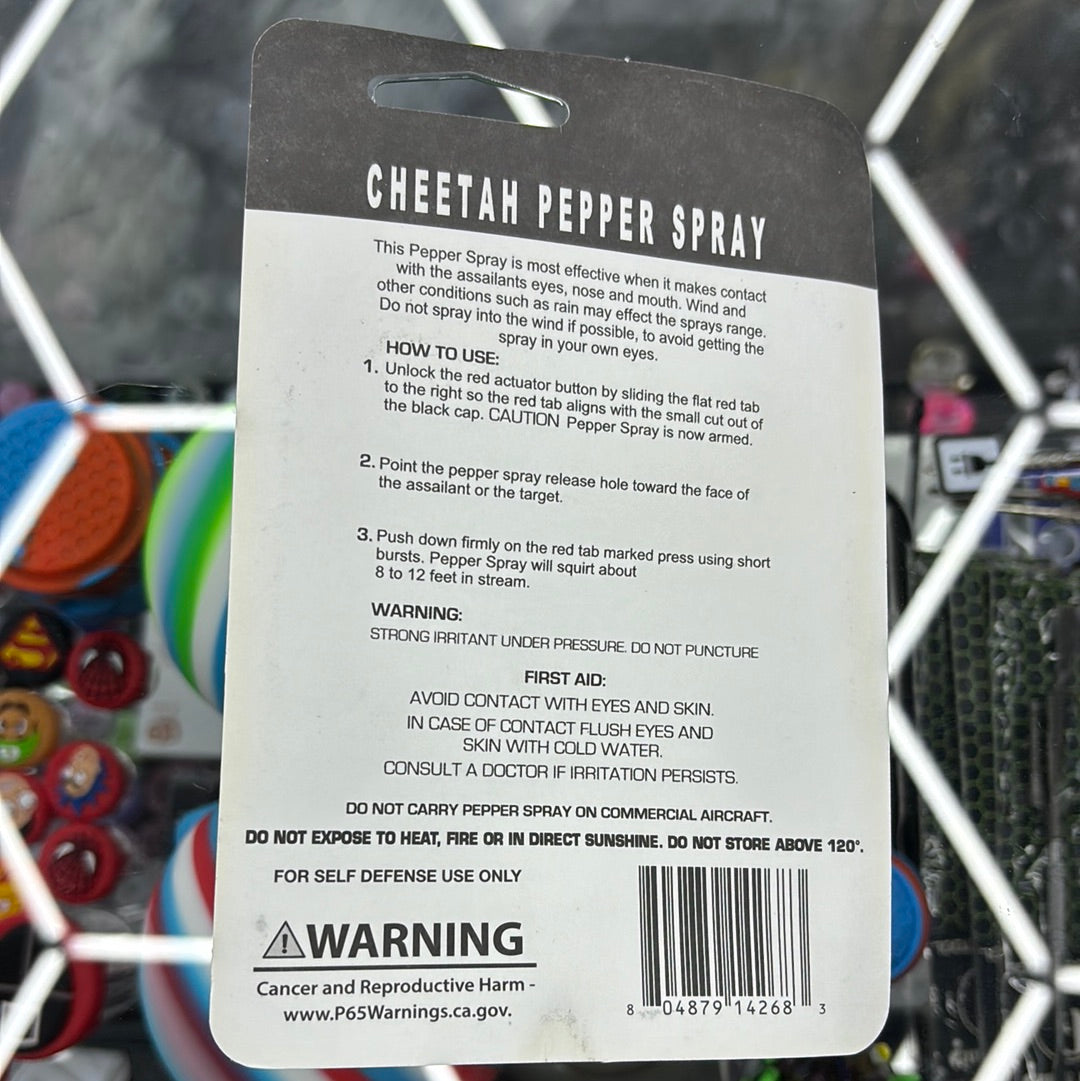 CHEETAH PEPPER SPRAY
This Pepper Spray is most effective when it makes contact
with the assailants eyes, nose and mouth. Wind and
other conditions such as rain may effect the sprays range.
Do not spray into the wind if possible, to avoid getting the
spray in your own eyes.
HOW TO USE:
1. Unlock the red actuator button by sliding the flat red tab
to the right so the red tab aligns with the small cut out of
the black cap. CAUTION Pepper Spray is now armed.
2. Point the pepper spray release hole toward the face of
the assailant or the target.
3. Push down firmly on the red tab marked press using short
bursts. Pepper Spray will squirt about
8 to 12 feet in stream.
WARNING:
STRONG IRRITANT UNDER PRESSURE. DO NOT PUNCTURE
FIRST AID:
AVOID CONTACT WITH EYES AND SKIN.
IN CASE OF CONTACT FLUSH EYES AND
SKIN WITH COLD WATER.
CONSULT A DOCTOR IF IRRITATION PERSISTS.
DO NOT CARRY PEPPER SPRAY ON COMMERCIAL AIRCRAFT.
DO NOT EXPOSE TO HEAT, FIRE OR IN DIRECT SUNSHINE. DO NOT STORE ABOVE 120°.
FOR SELF DEFENSE USE ONLY
WARNING
Cancer and Reproductive Harm -
www.P65Warnings.ca.gov.
8 04879 14268 3